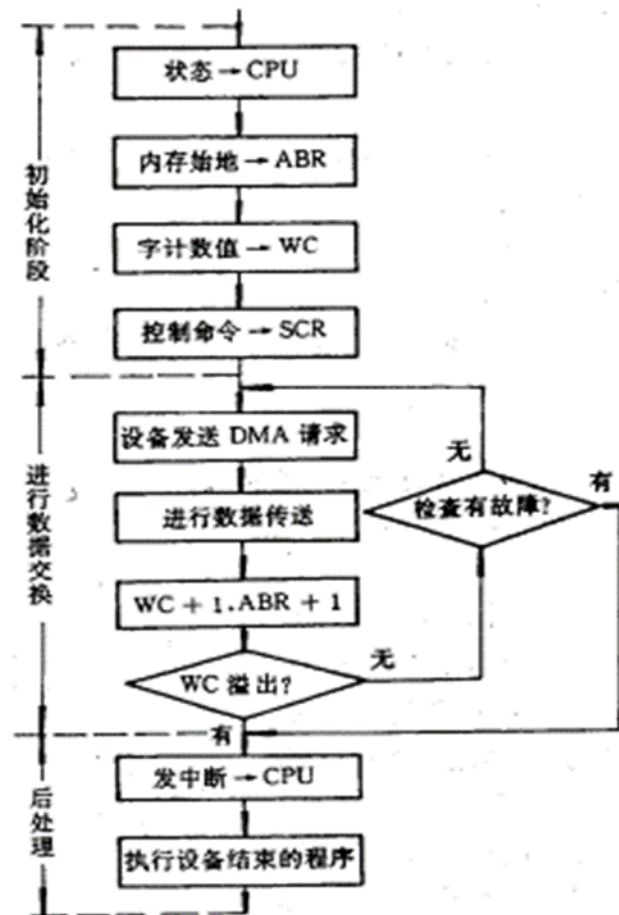 状态→CPU
内存始地→ABR
字计数值→WC
控制命令→SCR
初始化阶段
设备发送 DMA 请求
无
有
检查有故障?
进行数据传送
进行数据交换
WC + 1.ABR + 1
无
WC 溢出?
有
发中断→CPU
后处理
执行设备结束的程序